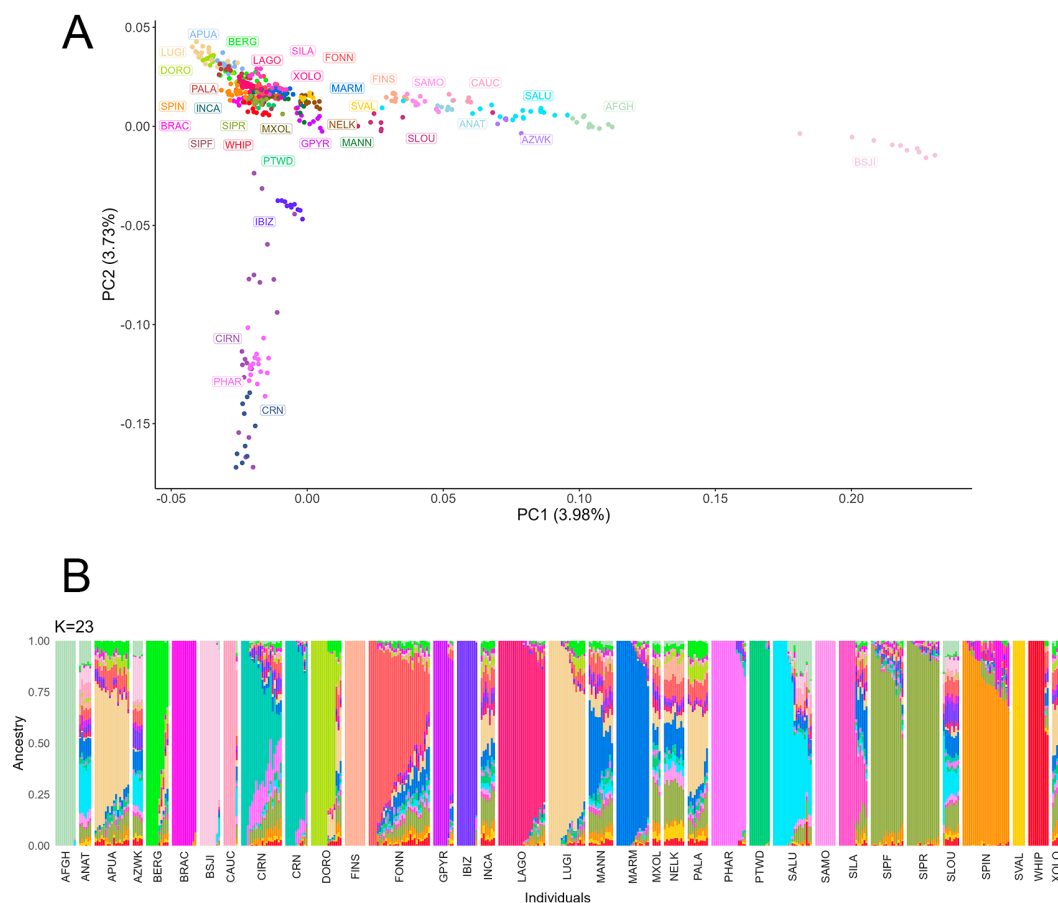 A
0.05
APUA
BERG
LUGI
SILA
FONN
LAGO
DORO
XOLO
FINS
SAMO
CAUC
PALA
MARM
SALU
SPIN
INCA
SVAL
AFGH
BRAC
SIPR
MXOL
NELK
ANAT
0.00
SIPF
WHIP
GPYR
MANN
SLOU
AZWK
PTWD
BSJI
-0.05
IBIZ
PC2 (3.73%)
-0.10
CIRN
PHAR
CRN
-0.15
-0.05
0.00
0.05
0.10
0.15
0.20
PC1 (3.98%)
B
K=23
1.00
0.75
0.50
0.25
0.00
Ancestry
AFGH
ANAT
APUA
AZWK
BERG
BRAC
BSJI
CAUC
CIRN
CRN
DORO
FINS
FONN
GPYR
IBIZ
INCA
LAGO
LUGI
MANN
MARM
MXOL
NELK
PALA
PHAR
PTWD
SALU
SAMO
SILA
SIPF
SIPR
SLOU
SPIN
SVAL
WHIP
XOLO
Individuals